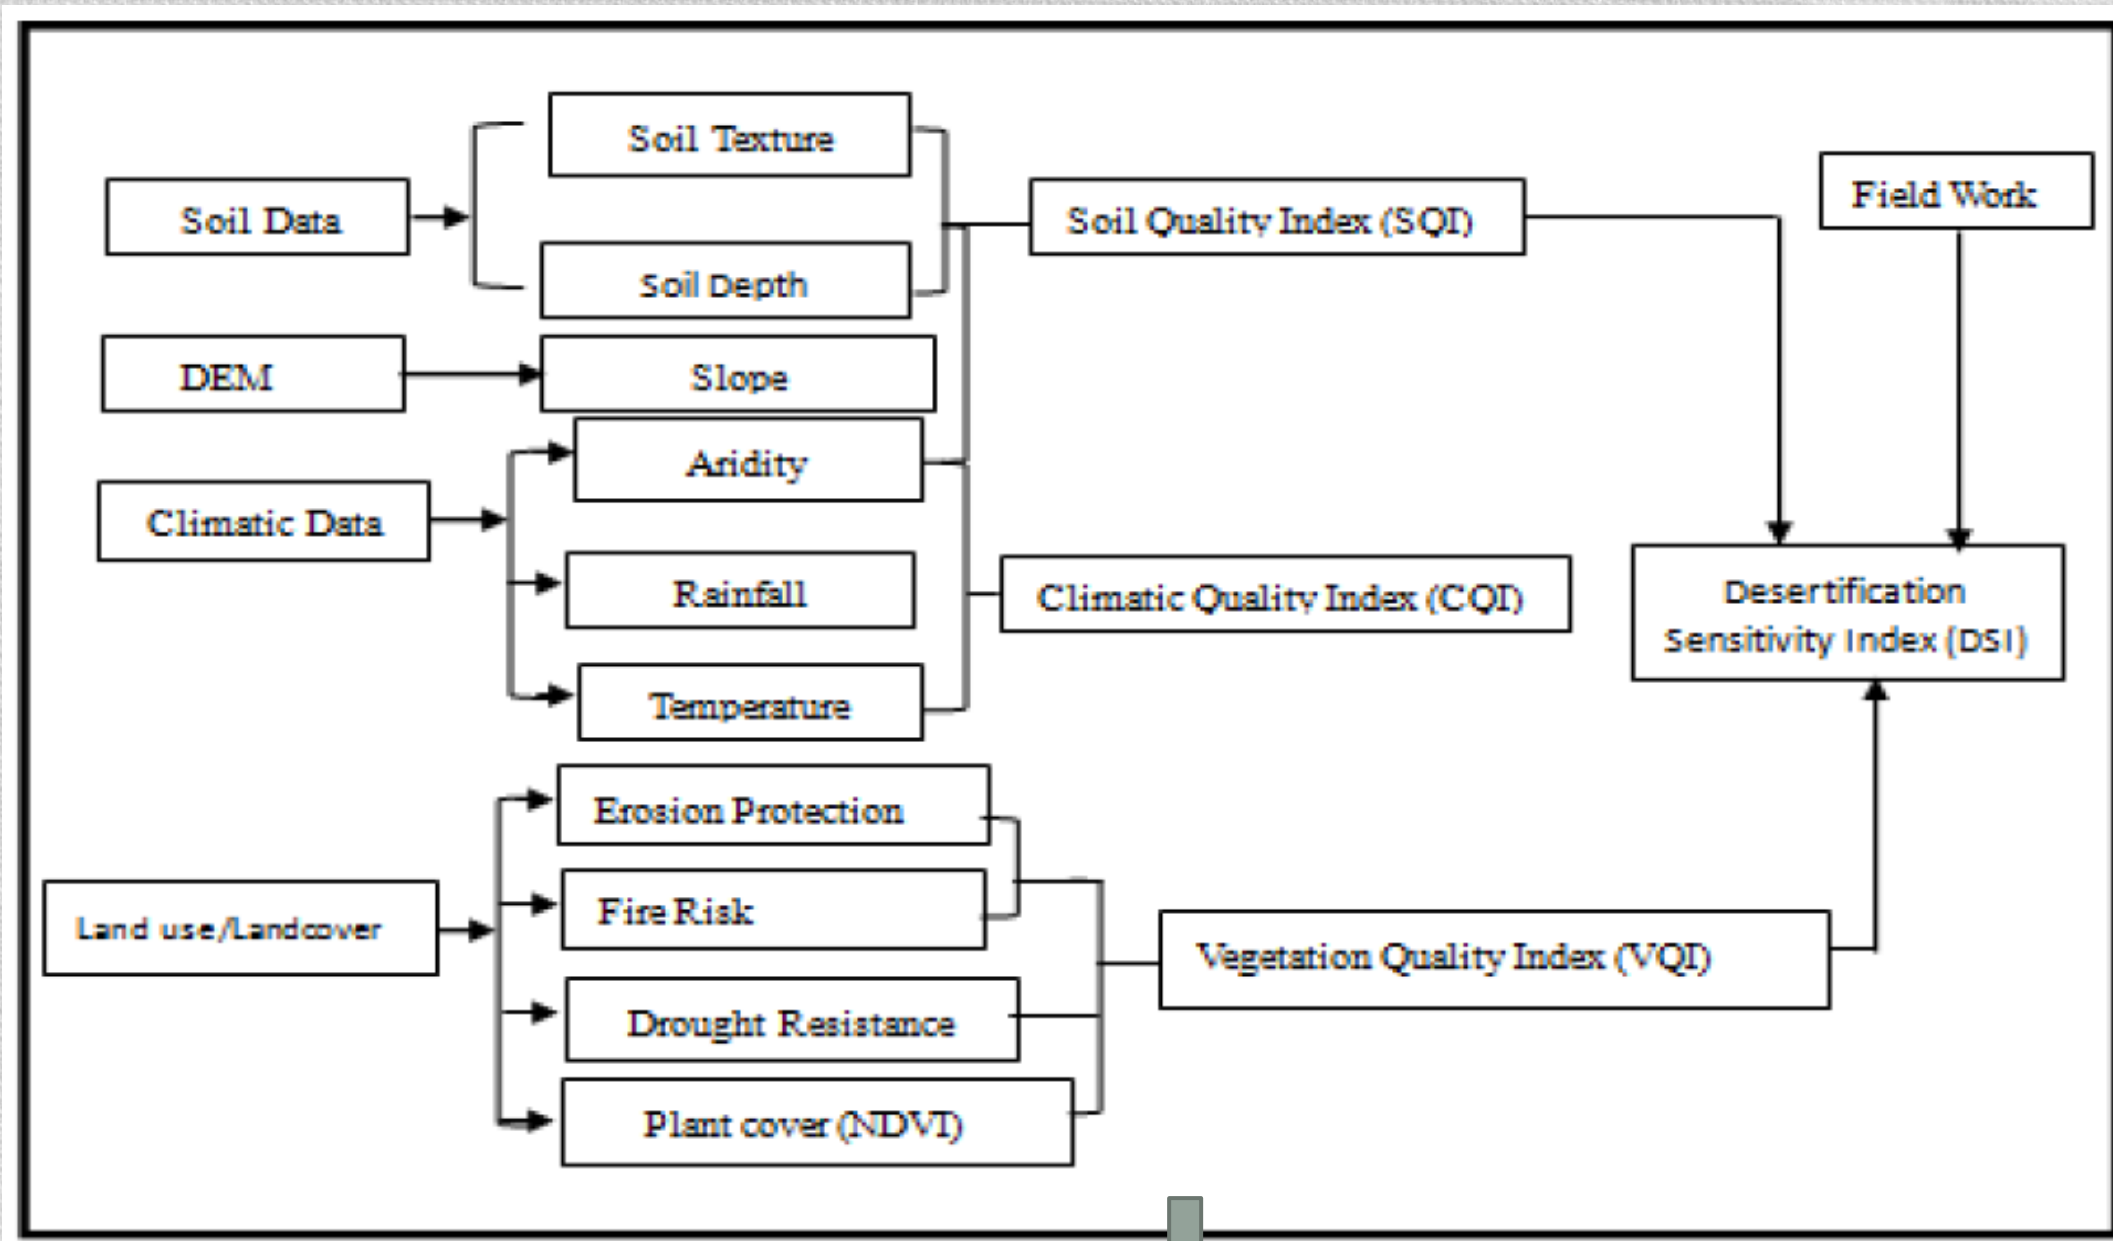 Soil Texture
Field Work
Soil Data
Soil Quality Index (SQI)
Soil Depth
DEM
Slope
Aridity
Climatic Data
Rainfall
Climatic Quality Index (CQI)
Desertification
Sensitivity Index (DSI)
Temperature
Erosion Protection
Fire Risk
Land use/Landcover
Vegetation Quality Index (VQI)
Drought Resistance
Plant cover (NDVI)